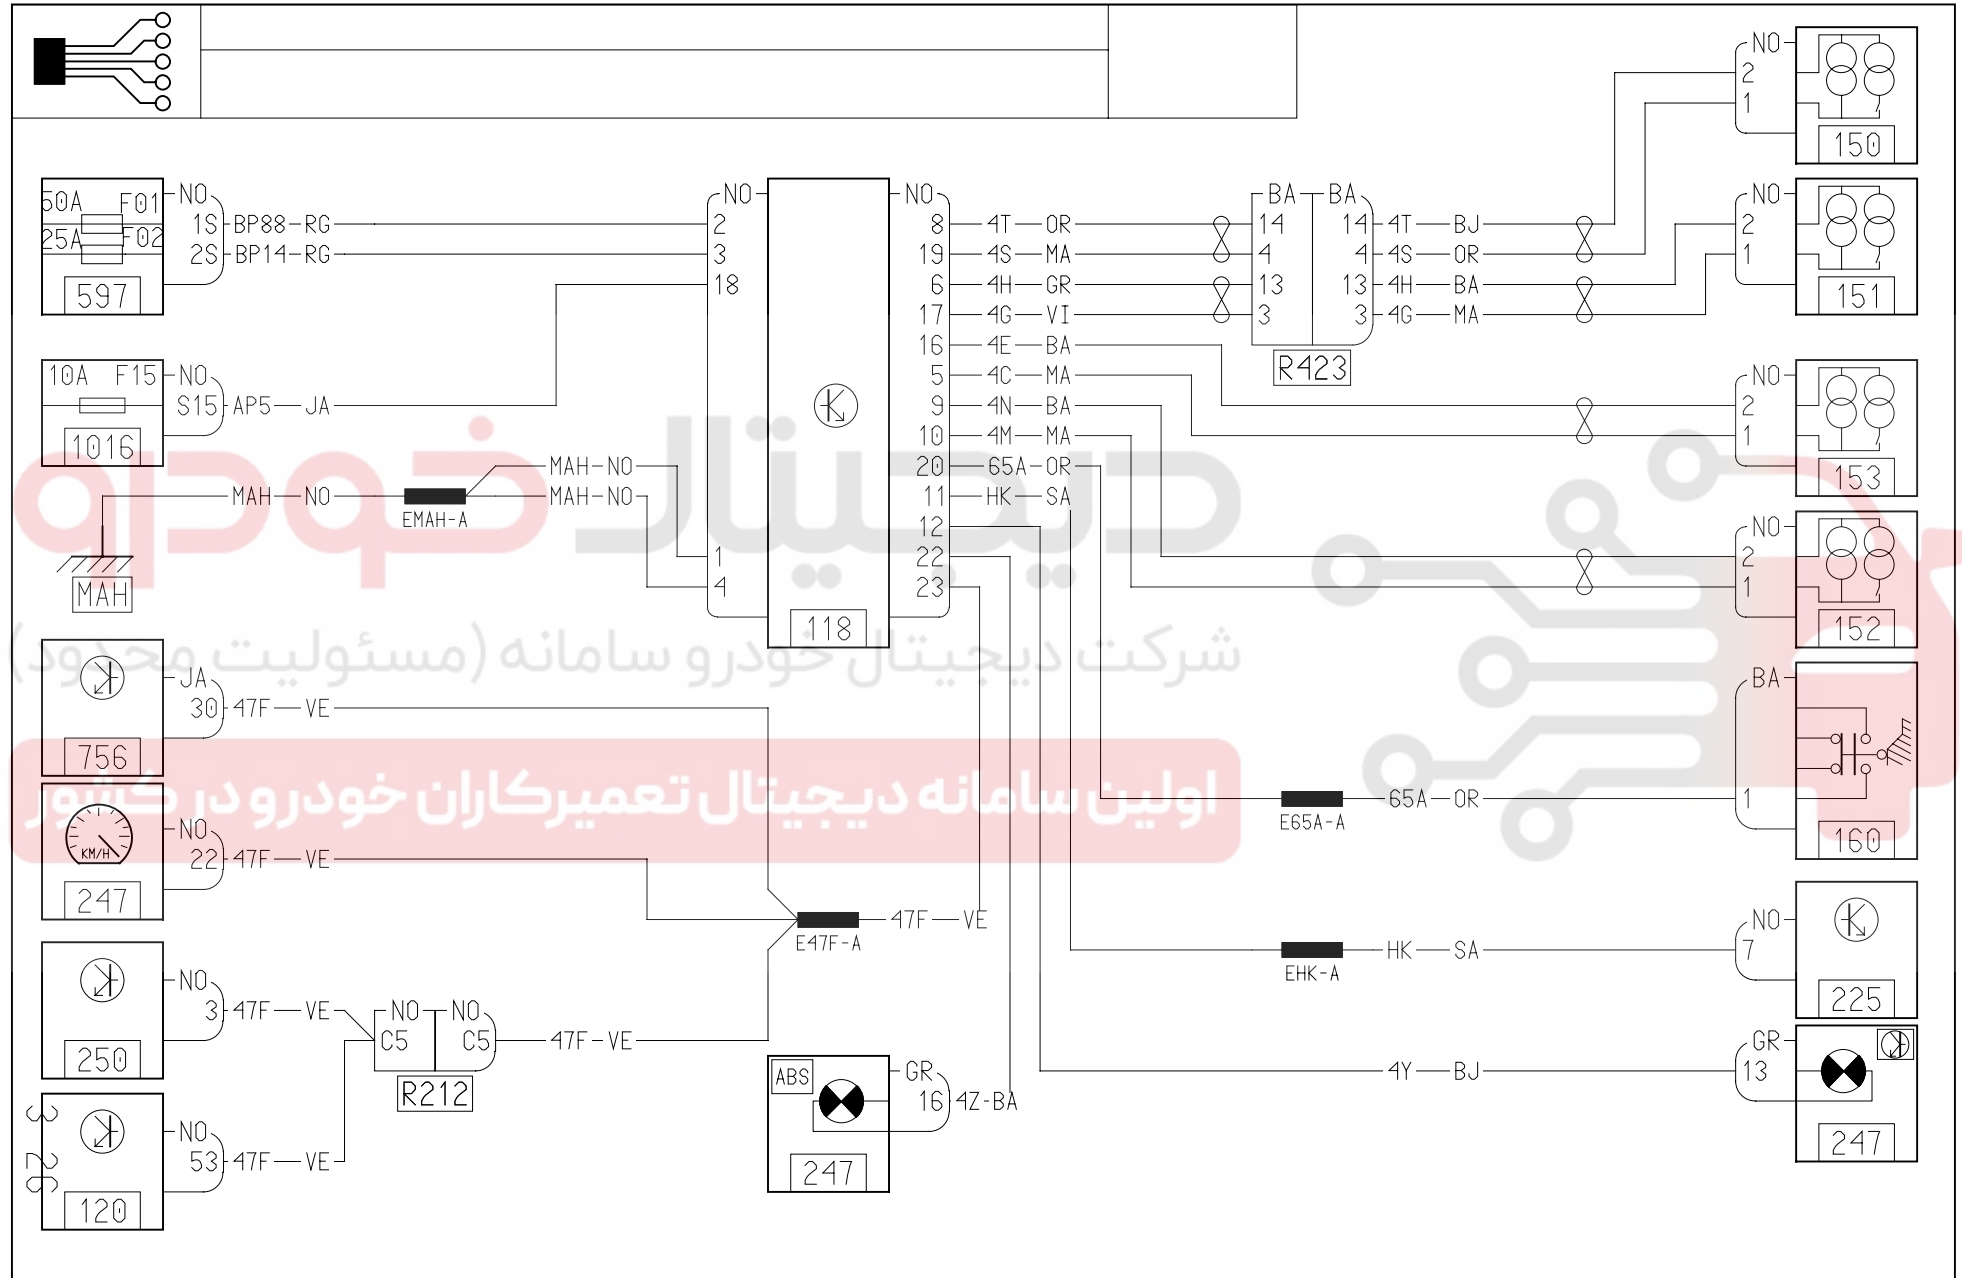 NO
2
1
150
50A F01
25A F02
597
NO
1S BP88 RG
2S BP14 RG
NO
2
3
18
1
4
118
NO
8 4T OR
19 4S MA
6 4H GR
17 4G VI
16 4E BA
5 4C MA
9 4N BA
10 4M MA
20 65A OR
11 HK SA
12
22
23
BA BA
14 14 4T BJ
4 4 4S OR
13 13 4H BA
3 3 4G MA
R423
NO
2
1
151
10A F15
1016
NO
S15 AP5 JA
NO
2
1
153
MAH NO
EMAH-A
MAH-NO
MAH-NO
MAH
NO
2
1
152
دیجیتال خودرو
شرکت دیجیتال خودرو سامانه (مسئولیت محدود)
اولین سامانه دیجیتال تعمیرکاران خودرو در کشور
JA
30 47F VE
756
BA
1
160
E65A-A
65A OR
KM/H
247
NO
22 47F VE
E47F-A
47F VE
EHK-A
HK SA
NO
7
225
250
NO
3 47F VE
NO NO
C5 C5
R212
47F-VE
ABS
GR
16 4Z-BA
247
4Y BJ
GR
13
247
NO
53 47F VE
120
3 26